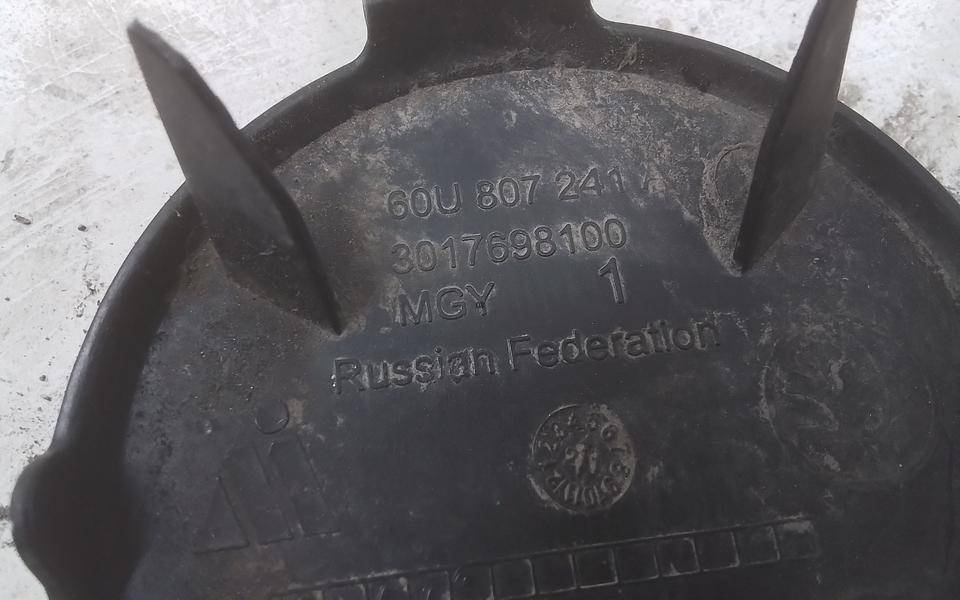 60U 807 241
3017698100
MGY 1
Russian Federation